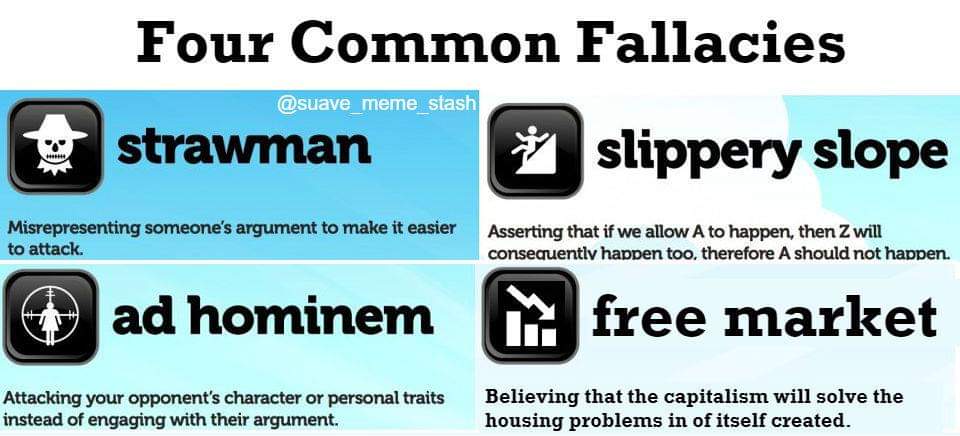 Four Common Fallacies
@suave_meme_stash
strawman
Misrepresenting someone's argument to make it easier
to attack.
slippery slope
Asserting that if we allow A to happen, then Z will
consequently happen too, therefore A should not happen.
ad hominem
Attacking your opponent's character or personal traits
instead of engaging with their argument.
free market
Believing that the capitalism will solve the
housing problems in of itself created.